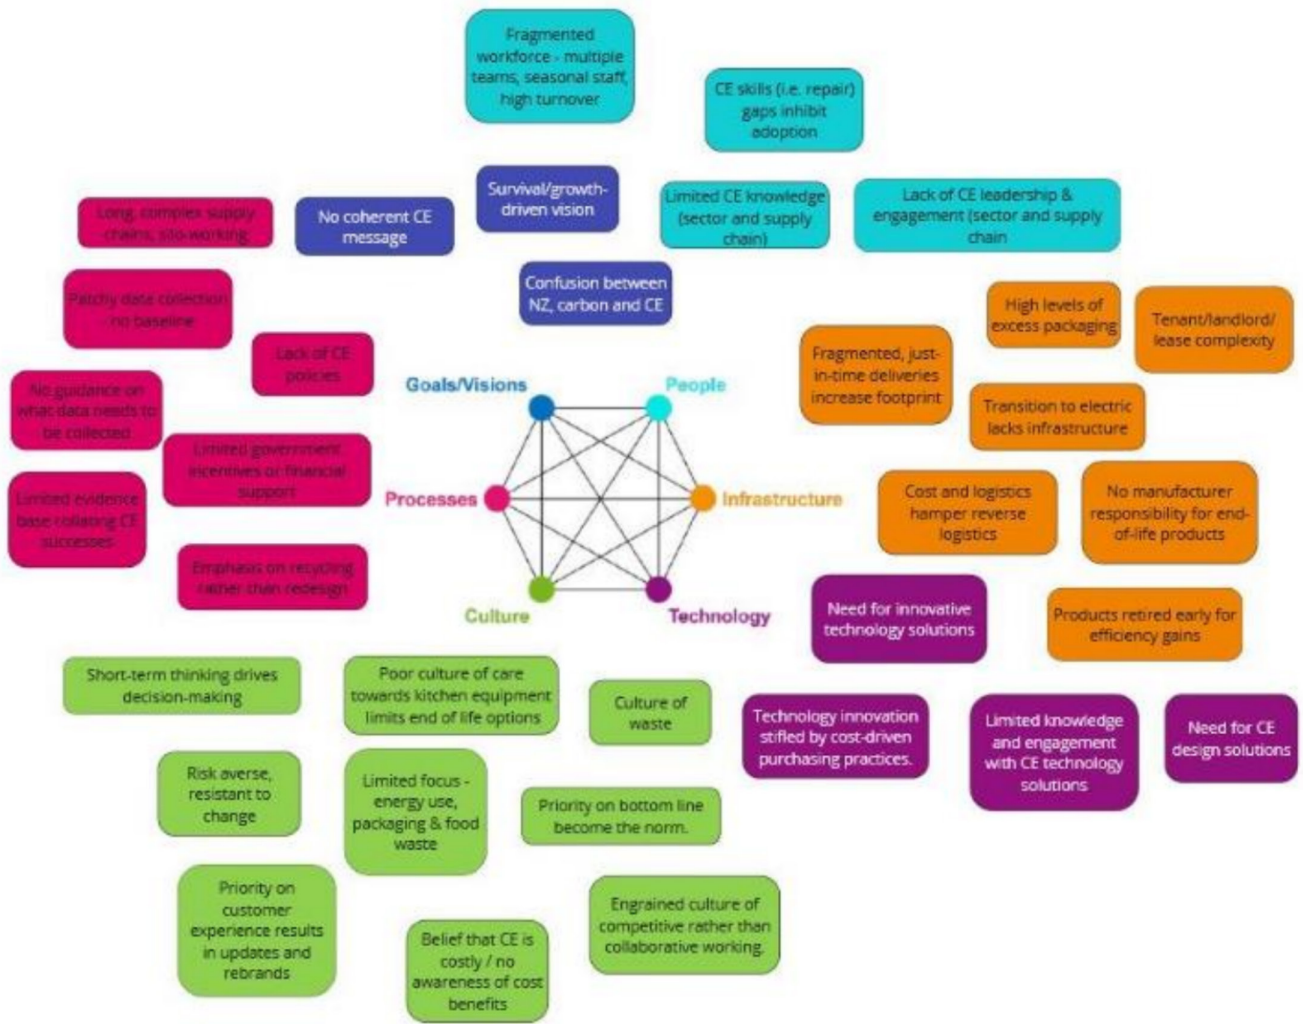 Fragmented
workforce - multiple
teams, seasonal staff,
high turnover
CE skills (i.e. repair)
gaps inhibit
adoption
Survival/growth-
driven vision
No coherent CE
message
Confusion between
NZ, carbon and CE
Limited CE knowledge
(sector and supply
chain)
Lack of CE leadership &
engagement (sector and supply
chain
Long, complex supply
chains, silo-working
Patchy data collection
- no baseline
Lack of CE
policies
No guidance on
what data needs to
be collected
Limited government
incentives or financial
support
Limited evidence
base collating CE
successes
Emphasis on recycling
rather than redesign
High levels of
excess packaging
Tenant/landlord/
lease complexity
Fragmented, just-
in-time deliveries
increase footprint
Transition to electric
lacks infrastructure
Cost and logistics
hamper reverse
logistics
No manufacturer
responsibility for end-
of-life products
Products retired early for
efficiency gains
Goals/Visions
People
Processes
Infrastructure
Culture
Technology
Need for innovative
technology solutions
Technology innovation
stifled by cost-driven
purchasing practices.
Limited knowledge
and engagement
with CE technology
solutions
Need for CE
design solutions
Short-term thinking drives
decision-making
Poor culture of care
towards kitchen equipment
limits end of life options
Culture of
waste
Risk averse,
resistant to
change
Limited focus -
energy use,
packaging & food
waste
Priority on bottom line
become the norm.
Priority on
customer
experience results
in updates and
rebrands
Belief that CE is
costly / no
awareness of cost
benefits
Engrained culture of
competitive rather than
collaborative working.